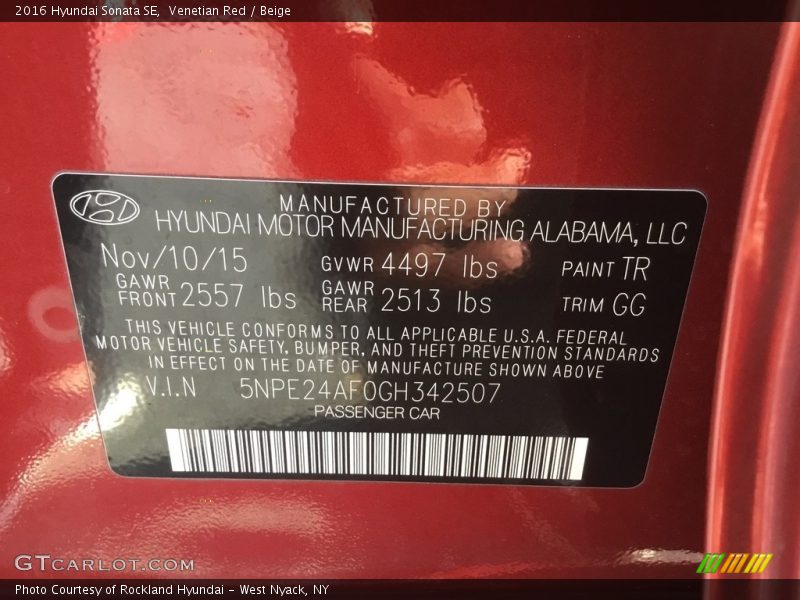 2016 Hyundai Sonata SE, Venetian Red / Beige
MANUFACTURED BY
HYUNDAI MOTOR MANUFACTURING ALABAMA, LLC
Nov/10/15 GVWR 4497 lbs PAINT TR
GAWR FRONT 2557 lbs GAWR REAR 2513 lbs TRIM GG
THIS VEHICLE CONFORMS TO ALL APPLICABLE U.S.A. FEDERAL
MOTOR VEHICLE SAFETY, BUMPER, AND THEFT PREVENTION STANDARDS
IN EFFECT ON THE DATE OF MANUFACTURE SHOWN ABOVE
V.I.N 5NPE24AF0GH342507
PASSENGER CAR
GTCARLOT.COM
Photo Courtesy of Rockland Hyundai - West Nyack, NY